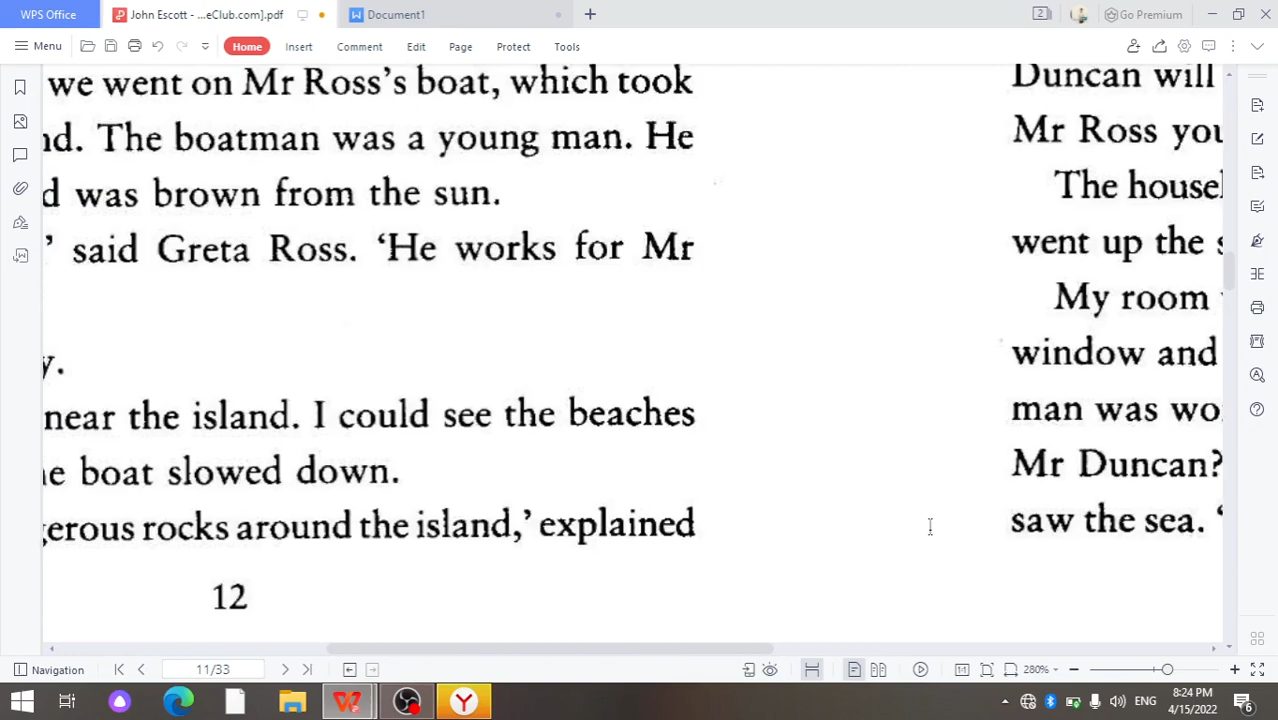 WPS Office
John Escott - ...eClub.com].pdf
Document1
Go Premium
Menu
Home
Insert
Comment
Edit
Page
Protect
Tools
we went on Mr Ross's boat, which took
nd. The boatman was a young man. He
d was brown from the sun.
,' said Greta Ross. 'He works for Mr
y.
near the island. I could see the beaches
ne boat slowed down.
gerous rocks around the island,' explained
12
Duncan will
Mr Ross you
The housel
went up the s
My room
window and
man was wo
Mr Duncan?
saw the sea. '
Navigation
11/33
280%
ENG
8:24 PM
4/15/2022
6